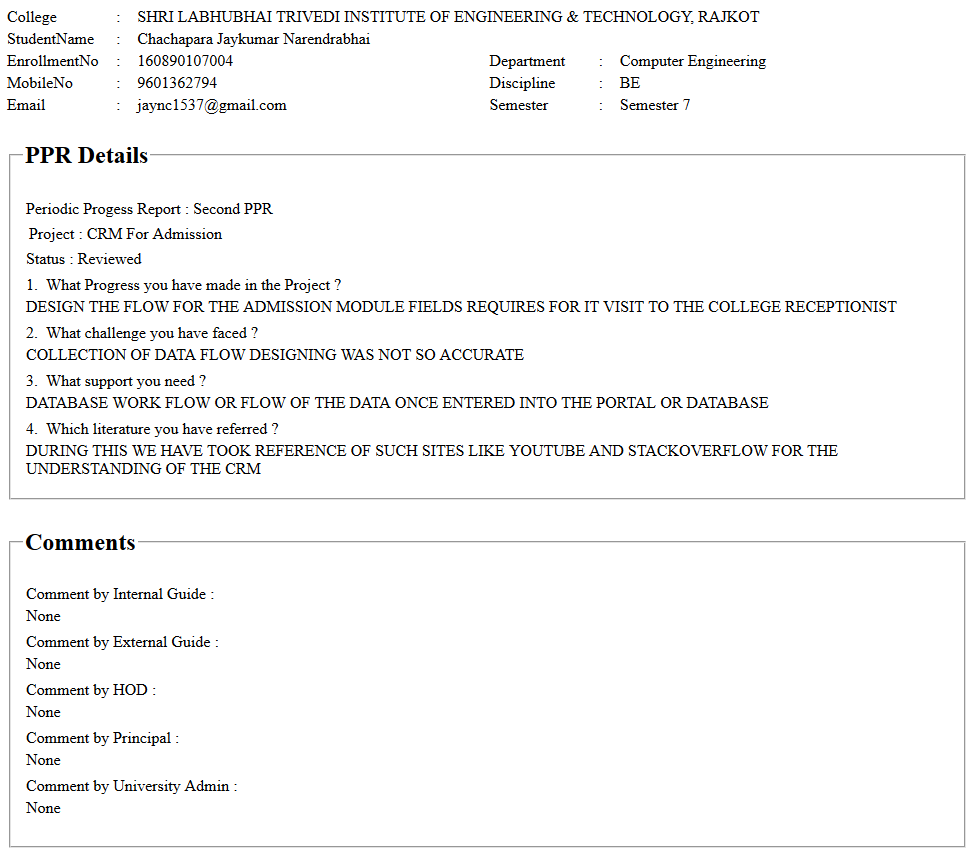 College : SHRI LABHUBHAI TRIVEDI INSTITUTE OF ENGINEERING & TECHNOLOGY, RAJKOT
StudentName : Chachapara Jaykumar Narendrabhai
EnrollmentNo : 160890107004 Department : Computer Engineering
MobileNo : 9601362794 Discipline : BE
Email : jaync1537@gmail.com Semester : Semester 7
PPR Details
Periodic Progess Report : Second PPR
Project : CRM For Admission
Status : Reviewed
1. What Progress you have made in the Project ?
DESIGN THE FLOW FOR THE ADMISSION MODULE FIELDS REQUIRES FOR IT VISIT TO THE COLLEGE RECEPTIONIST
2. What challenge you have faced ?
COLLECTION OF DATA FLOW DESIGNING WAS NOT SO ACCURATE
3. What support you need ?
DATABASE WORK FLOW OR FLOW OF THE DATA ONCE ENTERED INTO THE PORTAL OR DATABASE
4. Which literature you have referred ?
DURING THIS WE HAVE TOOK REFERENCE OF SUCH SITES LIKE YOUTUBE AND STACKOVERFLOW FOR THE
UNDERSTANDING OF THE CRM
Comments
Comment by Internal Guide :
None
Comment by External Guide :
None
Comment by HOD :
None
Comment by Principal :
None
Comment by University Admin :
None